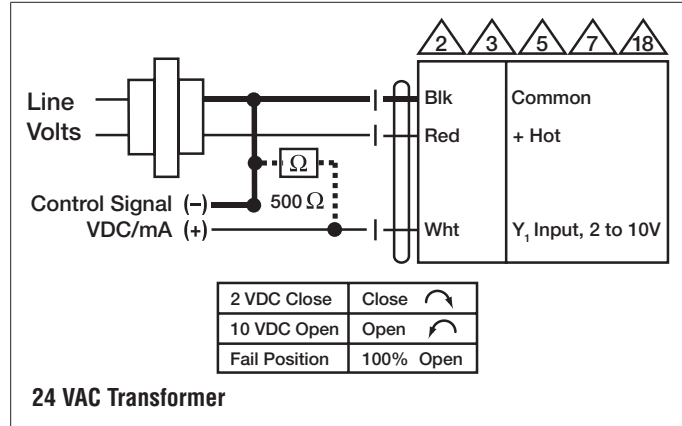 2 3 5 7 18
Line
Volts
Blk Common
Red + Hot
Ω
Control Signal (−) 500 Ω
VDC/mA (+)
Wht Y₁ Input, 2 to 10V
2 VDC Close Close
10 VDC Open Open
Fail Position 100% Open
24 VAC Transformer